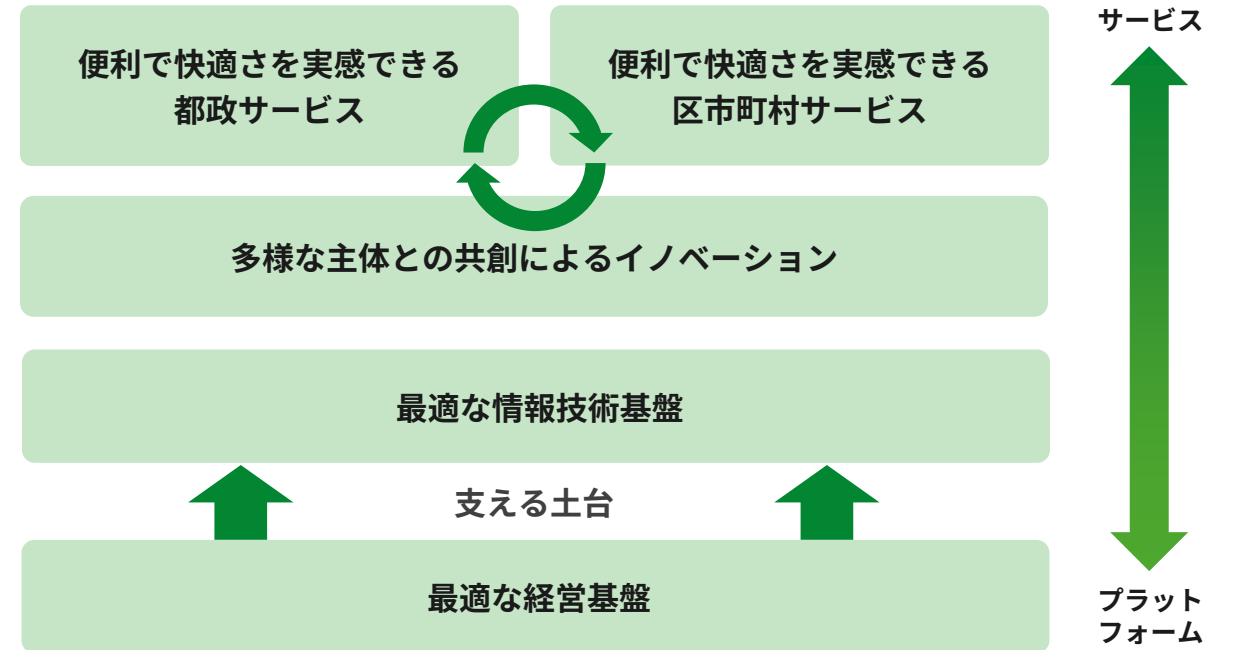 便利で快適さを実感できる
都政サービス
便利で快適さを実感できる
区市町村サービス
多様な主体との共創によるイノベーション
最適な情報技術基盤
支える土台
最適な経営基盤
サービス
プラット
フォーム